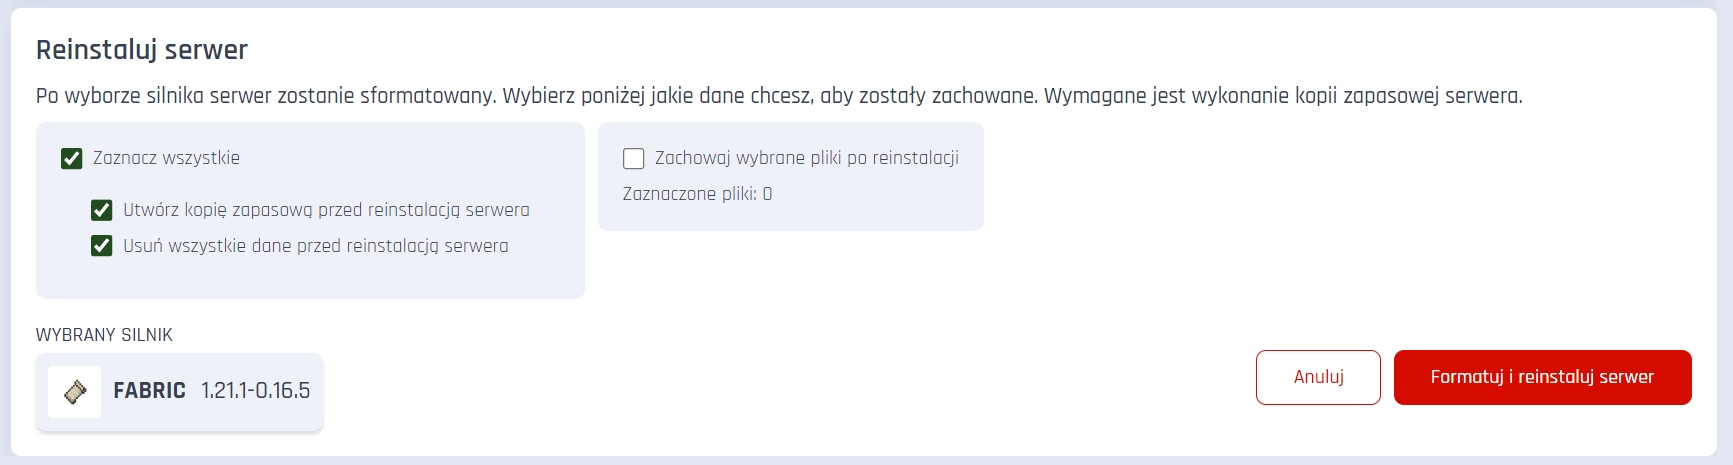 Reinstaluj serwer
Po wyborze silnika serwer zostanie sformatowany. Wybierz poniżej jakie dane chcesz, aby zostały zachowane. Wymagane jest wykonanie kopii zapasowej serwera.
Zaznacz wszystkie
Utwórz kopię zapasową przed reinstalacją serwera
Usuń wszystkie dane przed reinstalacją serwera
Zachowaj wybrane pliki po reinstalacji
Zaznaczone pliki: 0
WYBRANY SILNIK
FABRIC 1.21.1-0.16.5
Anuluj
Formatuj i reinstaluj serwer